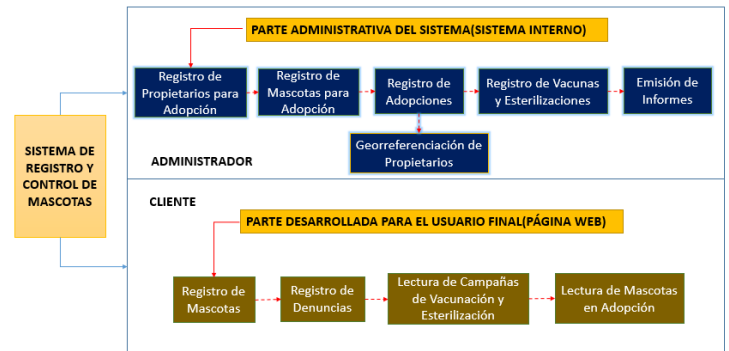 SISTEMA DE
REGISTRO Y
CONTROL DE
MASCOTAS
PARTE ADMINISTRATIVA DEL SISTEMA(SISTEMA INTERNO)
Registro de
Propietarios para
Adopción
Registro de
Mascotas para
Adopción
Registro de
Adopciones
Registro de Vacunas
y Esterilizaciones
Emisión de
Informes
Georreferenciación de
Propietarios
ADMINISTRADOR
CLIENTE
PARTE DESARROLLADA PARA EL USUARIO FINAL(PÁGINA WEB)
Registro de
Mascotas
Registro de
Denuncias
Lectura de Campañas
de Vacunación y
Esterilización
Lectura de Mascotas
en Adopción